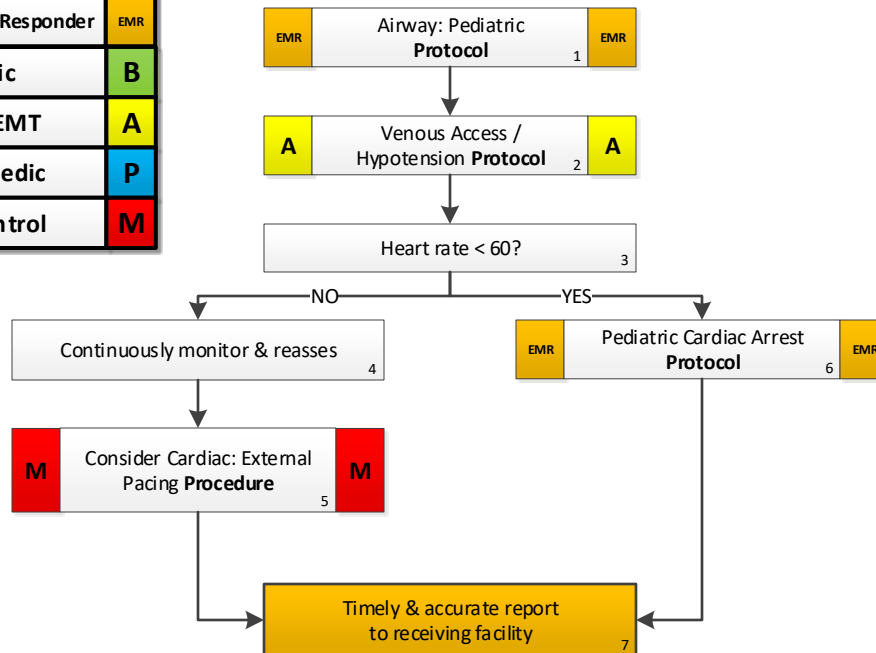 Responder EMR
ic B
EMT A
edic P
ntrol M
EMR Airway: Pediatric EMR
Protocol 1
A Venous Access / A
Hypotension Protocol 2
Heart rate < 60?
3
NO YES
Continuously monitor & reasses
4
EMR Pediatric Cardiac Arrest EMR
Protocol 6
M Consider Cardiac: External M
Pacing Procedure
5
Timely & accurate report
to receiving facility
7